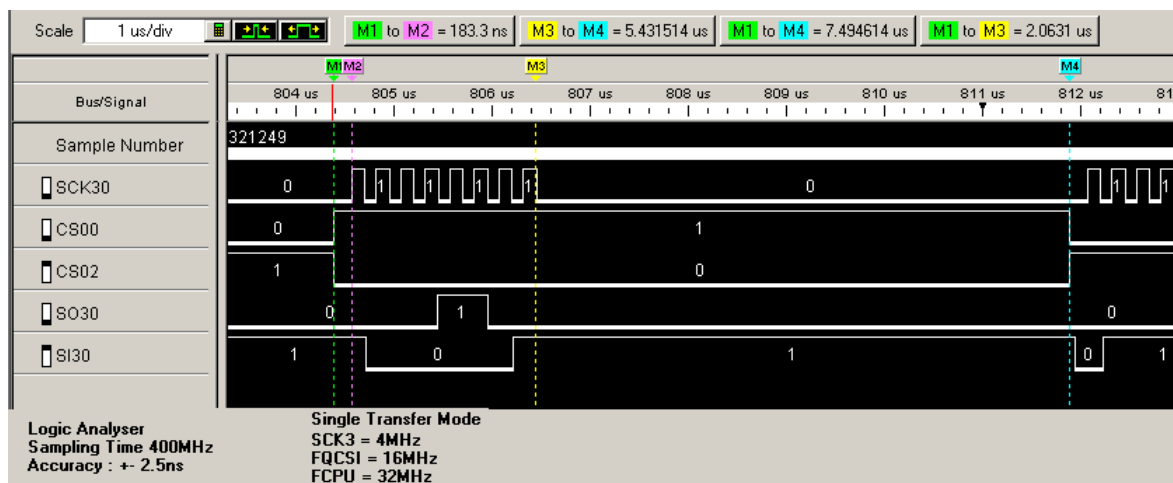 Scale 1 us/div M1 to M2 = 183.3 ns M3 to M4 = 5.431514 us M1 to M4 = 7.494614 us M1 to M3 = 2.0631 us
M1 M2 M3 M4
Bus/Signal 804 us 805 us 806 us 807 us 808 us 809 us 810 us 811 us 812 us 81
Sample Number 321249
SCK30 0 1 1 1 1 0 1 1
CS00 0 1
CS02 1 0
SO30 0 1 0
SI30 1 0 1 0 1
Logic Analyser
Sampling Time 400MHz
Accuracy : +- 2.5ns
Single Transfer Mode
SCK3 = 4MHz
FQCSI = 16MHz
FCPU = 32MHz